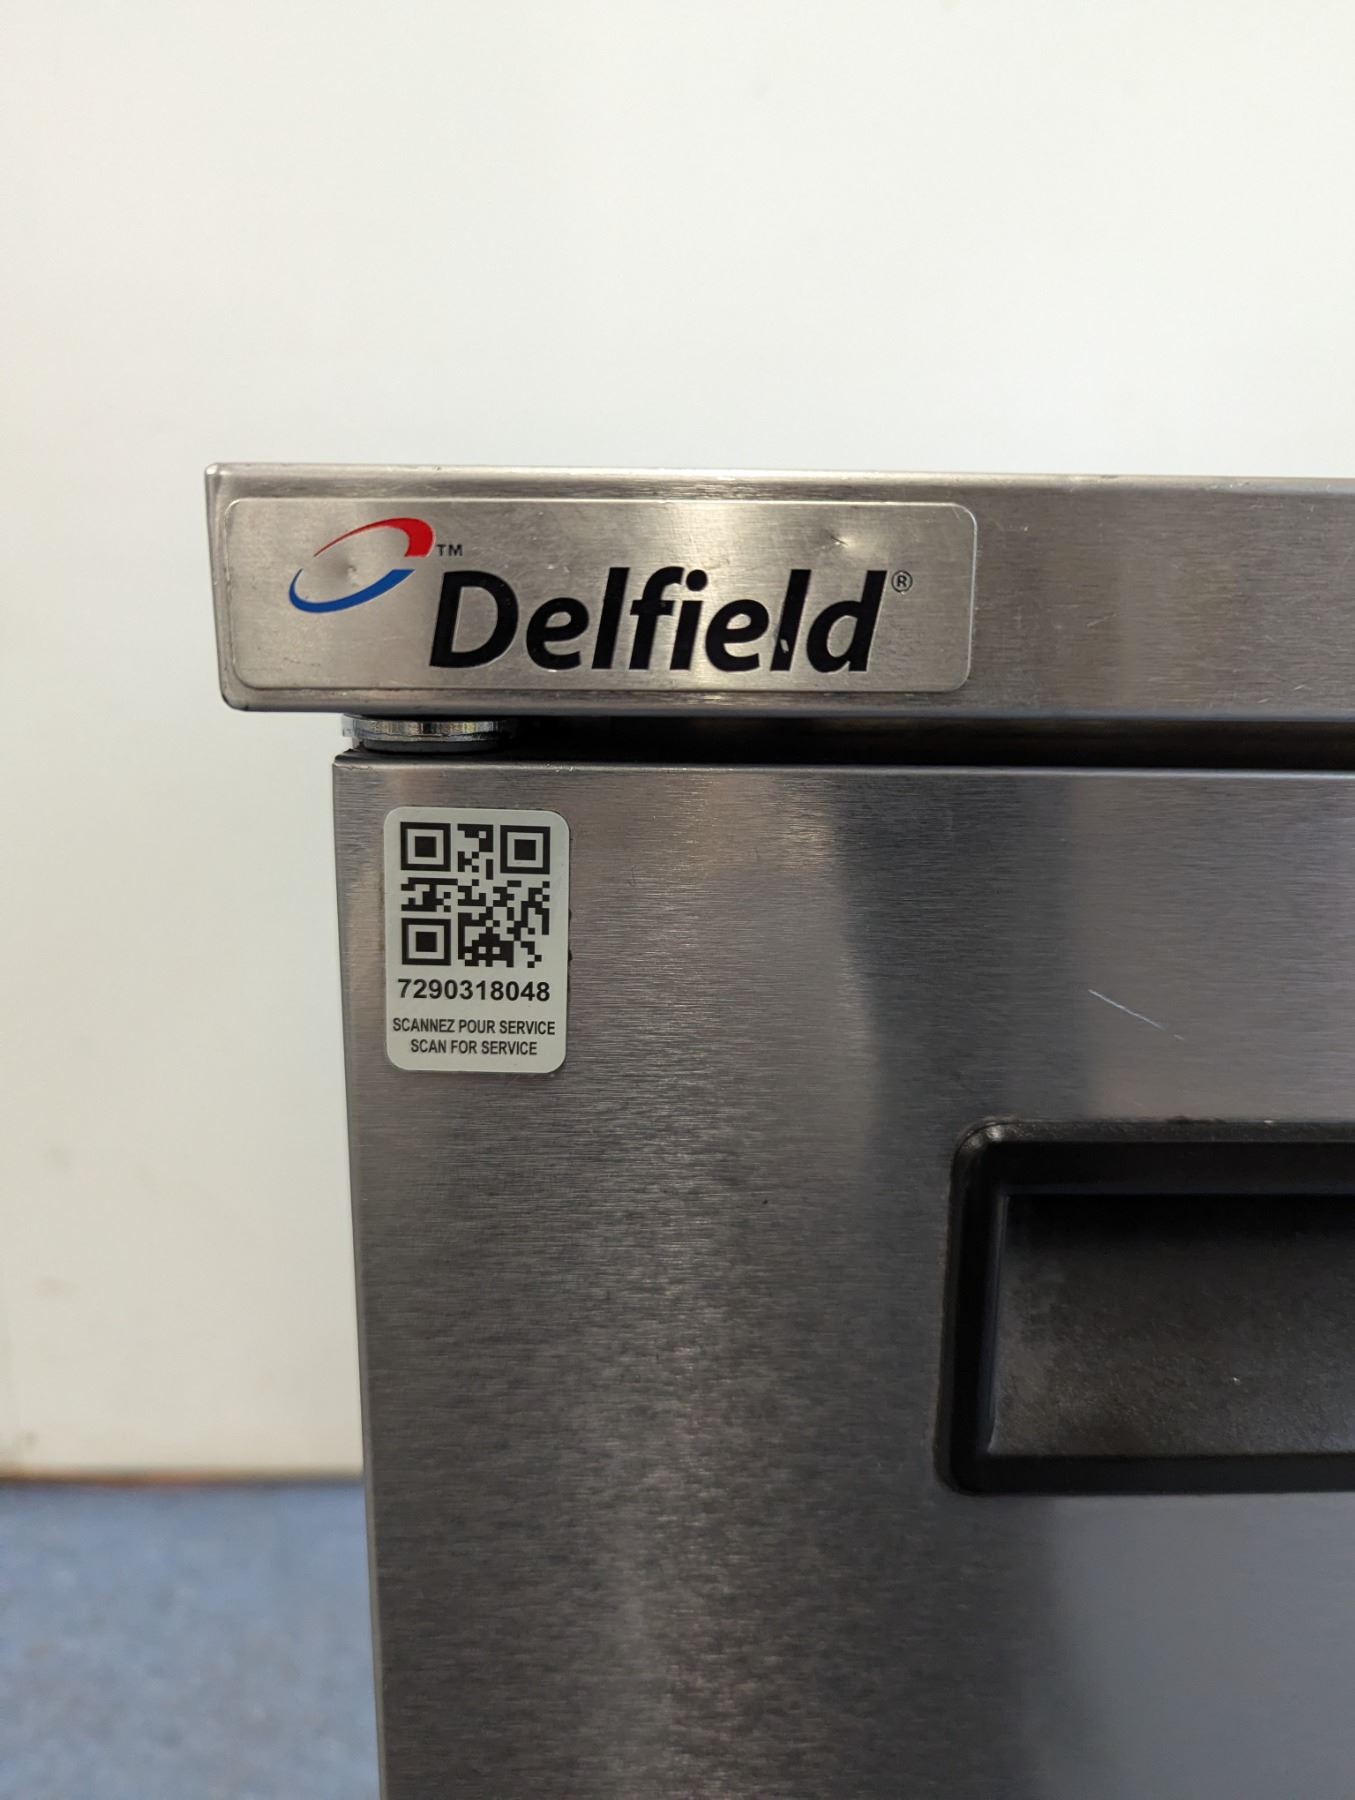 ™
Delfield®
7290318048
SCANNEZ POUR SERVICE
SCAN FOR SERVICE